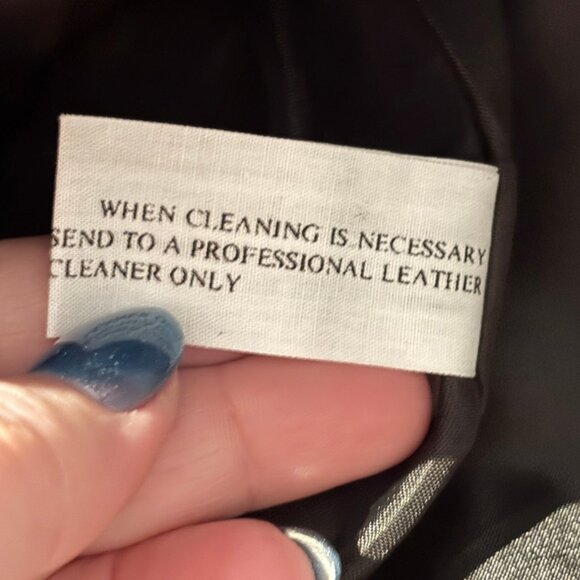 WHEN CLEANING IS NECESSARY
SEND TO A PROFESSIONAL LEATHER
CLEANER ONLY